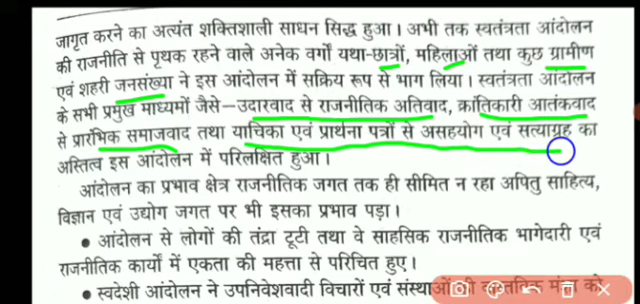 जागृत करने का अत्यंत शक्तिशाली साधन सिद्ध हुआ। अभी तक स्वतंत्रता आंदोलन
की राजनीति से पृथक रहने वाले अनेक वर्गों यथा-छात्रों, महिलाओं तथा कुछ ग्रामीण
एवं शहरी जनसंख्या ने इस आंदोलन में सक्रिय रूप से भाग लिया। स्वतंत्रता आंदोलन
के सभी प्रमुख माध्यमों जैसे–उदारवाद से राजनीतिक अतिवाद, क्रांतिकारी आतंकवाद
से प्रारंभिक समाजवाद तथा याचिका एवं प्रार्थना पत्रों से असहयोग एवं सत्याग्रह का
अस्तित्व इस आंदोलन में परिलक्षित हुआ।
आंदोलन का प्रभाव क्षेत्र राजनीतिक जगत तक ही सीमित न रहा अपितु साहित्य,
विज्ञान एवं उद्योग जगत पर भी इसका प्रभाव पड़ा।
● आंदोलन से लोगों की तंद्रा टूटी तथा वे साहसिक राजनीतिक भागेदारी एवं
राजनीतिक कार्यों में एकता की महत्ता से परिचित हुए।
● स्वदेशी आंदोलन ने उपनिवेशवादी विचारों एवं संस्थाओं की को